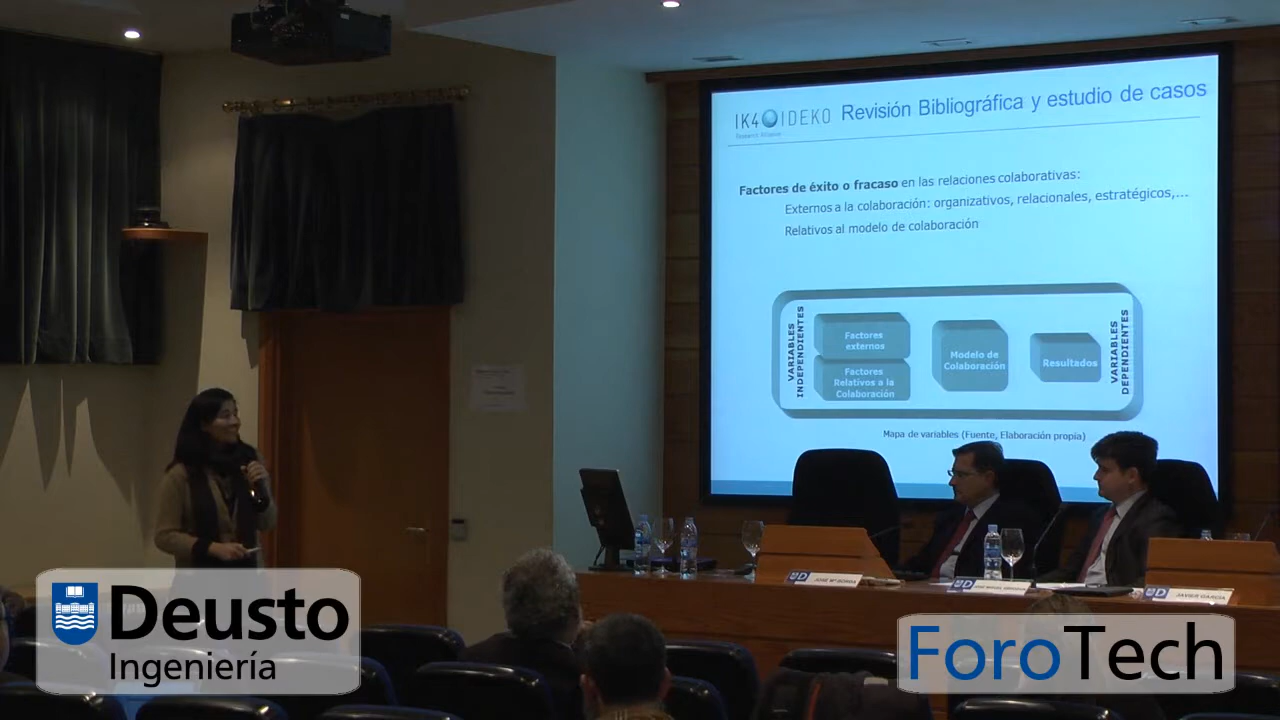 IK4 IDEKO
Research Alliance
Revisión Bibliográfica y estudio de casos
Factores de éxito o fracaso en las relaciones colaborativas:
Externos a la colaboración: organizativos, relacionales, estratégicos,...
Relativos al modelo de colaboración
VARIABLES
INDEPENDIENTES
Factores
externos
Factores
Relativos a la
Colaboración
Modelo de
Colaboración
Resultados
VARIABLES
DEPENDIENTES
Mapa de variables (Fuente, Elaboración propia)
JAVIER GARCÍA
Deusto
Ingeniería
ForoTech